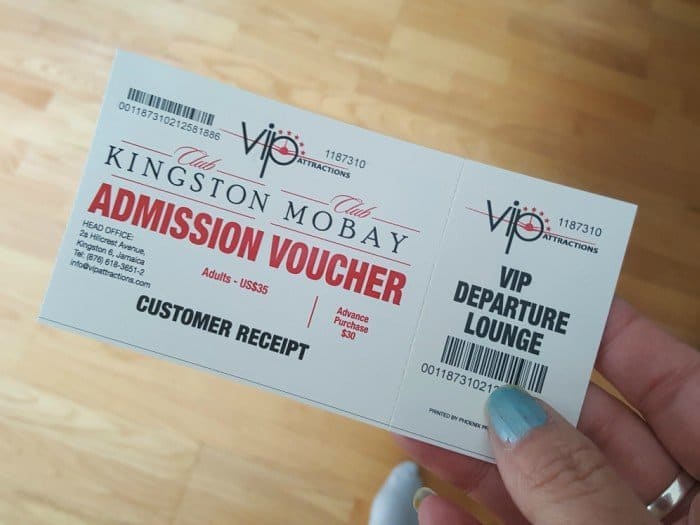 001187310212581886
vip ATTRACTIONS
1187310
Club Club
KINGSTON MOBAY
ADMISSION VOUCHER
HEAD OFFICE:
2a Hillcrest Avenue,
Kingston 6, Jamaica
Tel: (876) 618-3651-2
info@vipattractions.com
Adults - US$35
Advance
Purchase
$30
CUSTOMER RECEIPT
vip ATTRACTIONS
1187310
VIP
DEPARTURE
LOUNGE
00118731021
PRINTED BY PHOENIX